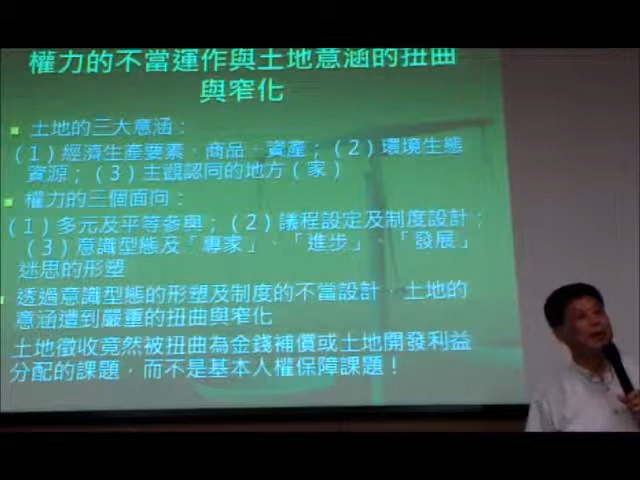 權力的不當運作與土地意涵的扭曲
與窄化
土地的三大意涵：
（1）經濟生產要素、商品、資產；（2）環境生態
資源；（3）主觀認同的地方（家）
權力的三個面向：
（1）多元及平等參與；（2）議程設定及制度設計；
（3）意識型態及「專家」、「進步」、「發展」
迷思的形塑
透過意識型態的形塑及制度的不當設計，土地的
意涵遭到嚴重的扭曲與窄化
土地徵收竟然被扭曲為金錢補償或土地開發利益
分配的課題，而不是基本人權保障課題！